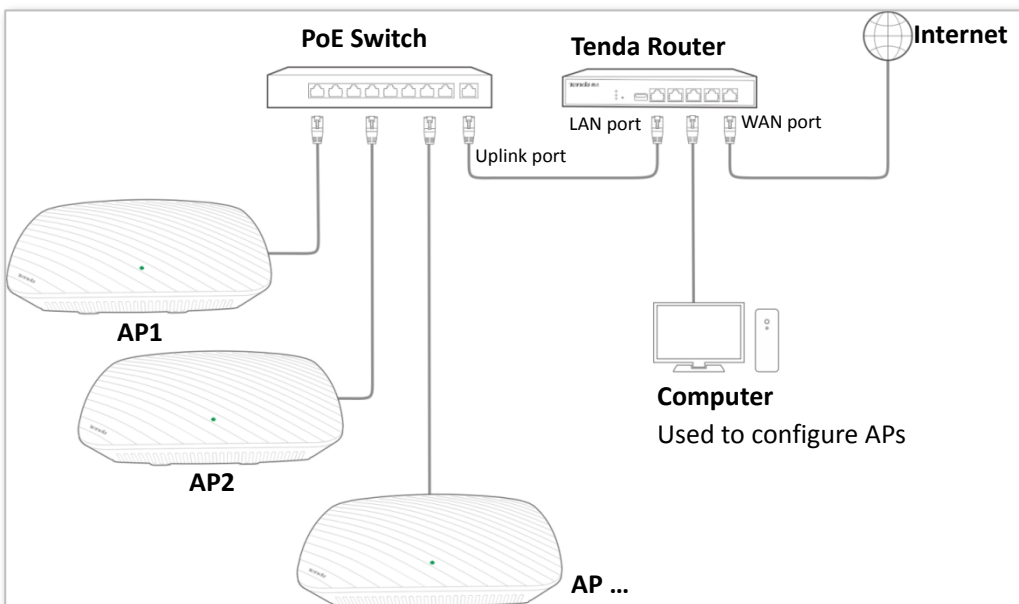 PoE Switch
Tenda Router
Internet
LAN port
WAN port
Uplink port
AP1
Computer
Used to configure APs
AP2
AP ...